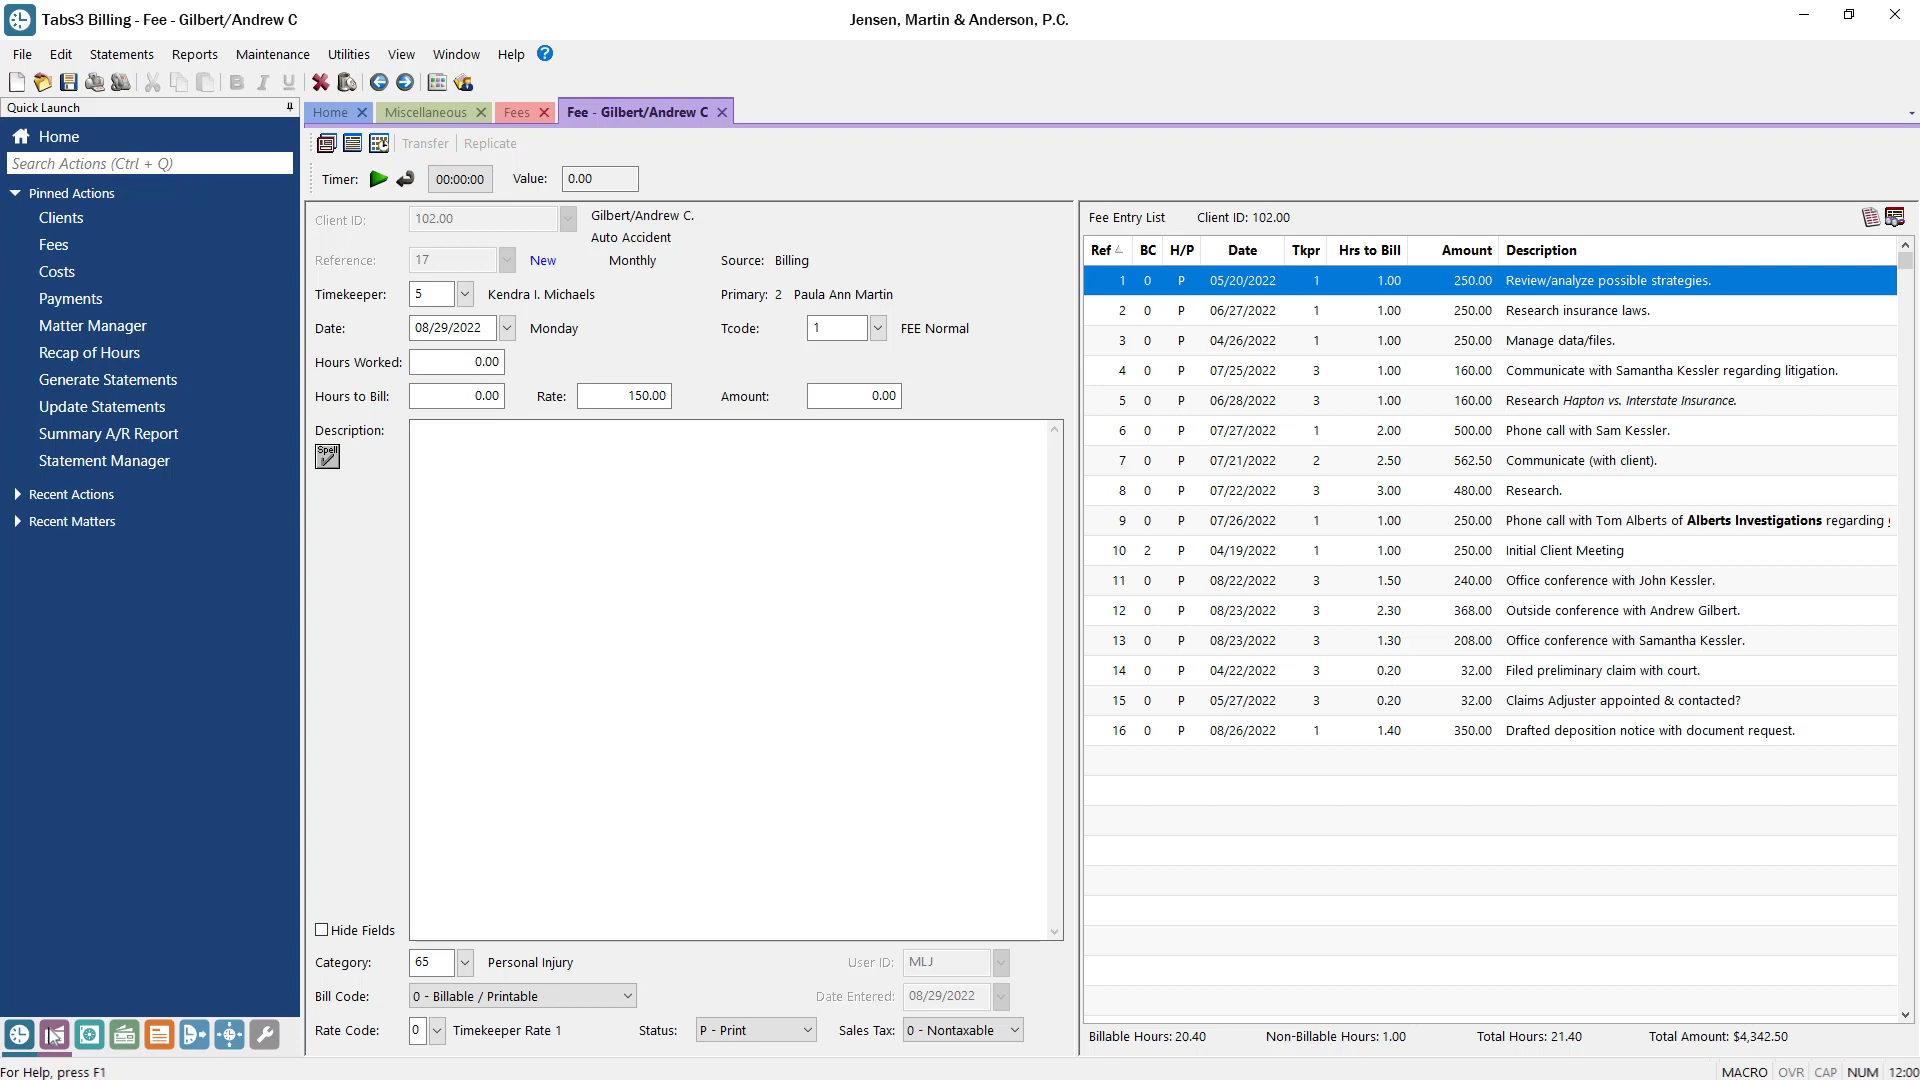 Tabs3 Billing - Fee - Gilbert/Andrew C
Jensen, Martin & Anderson, P.C.
File Edit Statements Reports Maintenance Utilities View Window Help
Quick Launch
Home
Search Actions (Ctrl + Q)
Pinned Actions
Clients
Fees
Costs
Payments
Matter Manager
Recap of Hours
Generate Statements
Update Statements
Summary A/R Report
Statement Manager
Recent Actions
Recent Matters
Home Miscellaneous Fees Fee - Gilbert/Andrew C
Transfer Replicate
Timer: 00:00:00 Value: 0.00
Client ID: 102.00 Gilbert/Andrew C.
Auto Accident
Reference: 17 New Monthly Source: Billing
Timekeeper: 5 Kendra I. Michaels Primary: 2 Paula Ann Martin
Date: 08/29/2022 Monday Tcode: 1 FEE Normal
Hours Worked: 0.00
Hours to Bill: 0.00 Rate: 150.00 Amount: 0.00
Description:
Spell
Hide Fields
Category: 65 Personal Injury User ID: MLJ
Bill Code: 0 - Billable / Printable Date Entered: 08/29/2022
Rate Code: 0 Timekeeper Rate 1 Status: P - Print Sales Tax: 0 - Nontaxable
Fee Entry List Client ID: 102.00
Ref BC H/P Date Tkpr Hrs to Bill Amount Description
1 0 P 05/20/2022 1 1.00 250.00 Review/analyze possible strategies.
2 0 P 06/27/2022 1 1.00 250.00 Research insurance laws.
3 0 P 04/26/2022 1 1.00 250.00 Manage data/files.
4 0 P 07/25/2022 3 1.00 160.00 Communicate with Samantha Kessler regarding litigation.
5 0 P 06/28/2022 3 1.00 160.00 Research Hapton vs. Interstate Insurance.
6 0 P 07/27/2022 1 2.00 500.00 Phone call with Sam Kessler.
7 0 P 07/21/2022 2 2.50 562.50 Communicate (with client).
8 0 P 07/22/2022 3 3.00 480.00 Research.
9 0 P 07/26/2022 1 1.00 250.00 Phone call with Tom Alberts of Alberts Investigations regarding
10 2 P 04/19/2022 1 1.00 250.00 Initial Client Meeting
11 0 P 08/22/2022 3 1.50 240.00 Office conference with John Kessler.
12 0 P 08/23/2022 3 2.30 368.00 Outside conference with Andrew Gilbert.
13 0 P 08/23/2022 3 1.30 208.00 Office conference with Samantha Kessler.
14 0 P 04/22/2022 3 0.20 32.00 Filed preliminary claim with court.
15 0 P 05/27/2022 3 0.20 32.00 Claims Adjuster appointed & contacted?
16 0 P 08/26/2022 1 1.40 350.00 Drafted deposition notice with document request.
Billable Hours: 20.40 Non-Billable Hours: 1.00 Total Hours: 21.40 Total Amount: $4,342.50
For Help, press F1
MACRO OVR CAP NUM 12:00